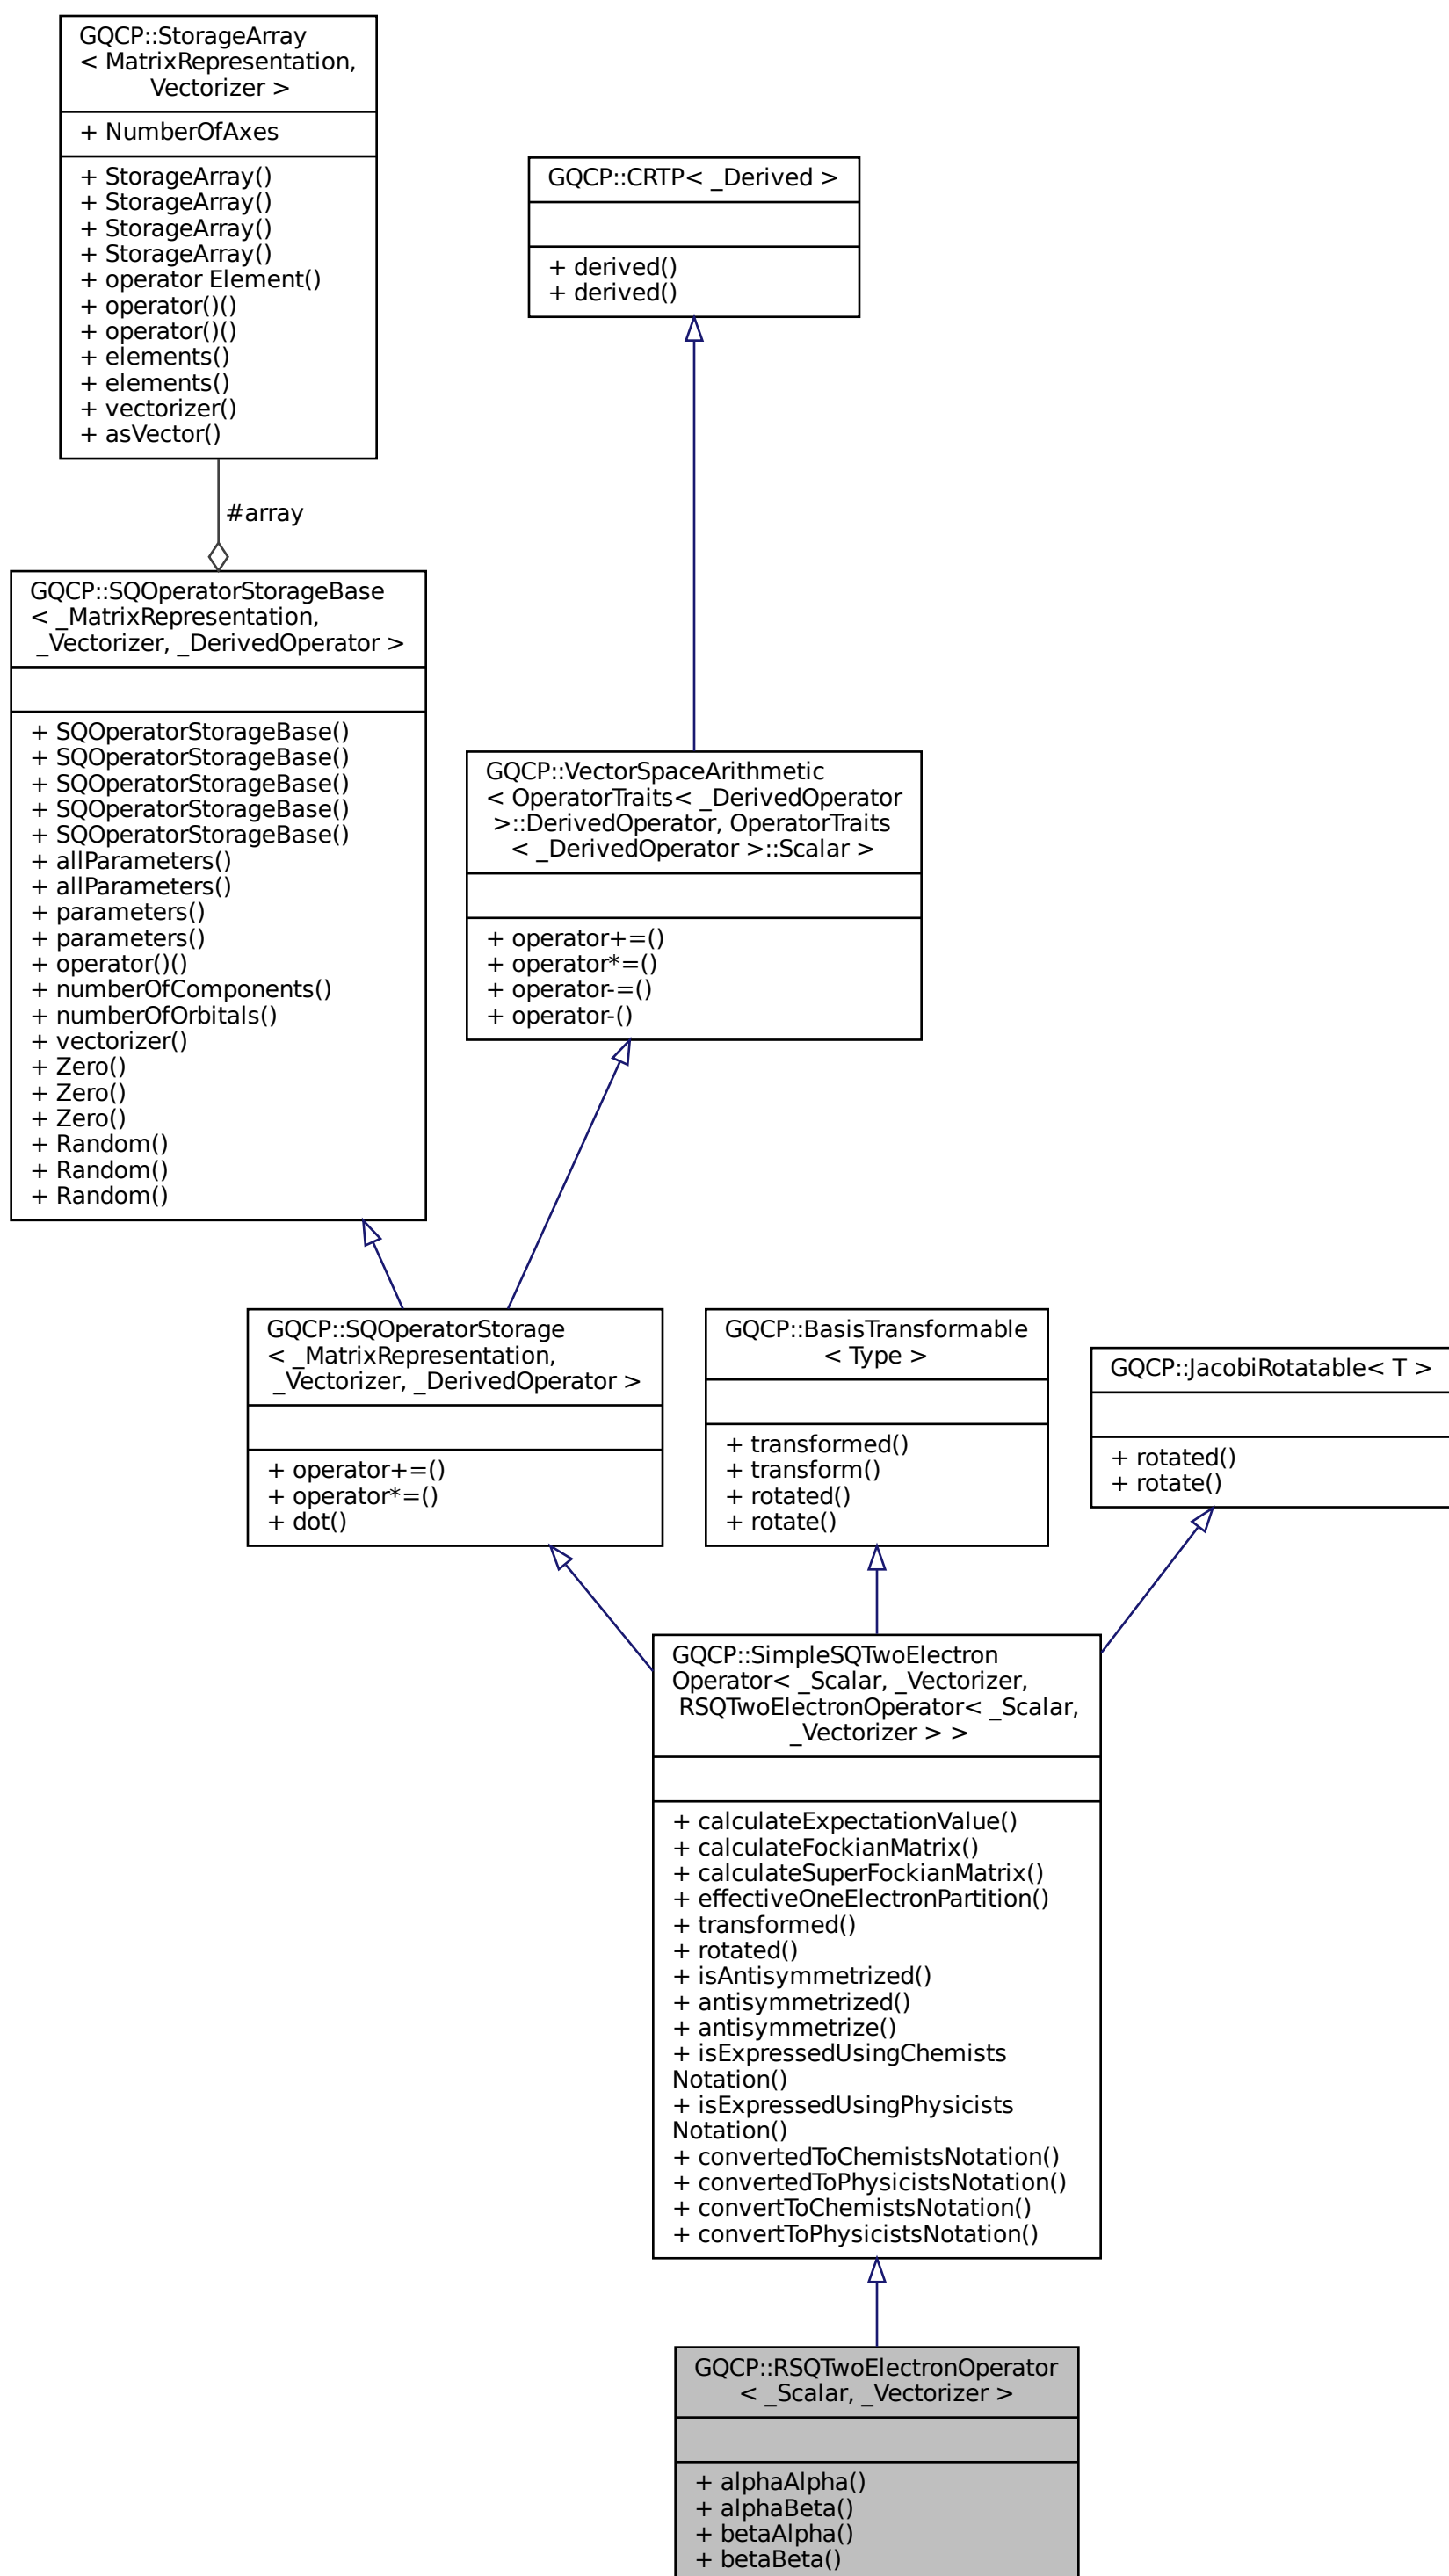 GQCP::StorageArray
< MatrixRepresentation,
Vectorizer >
+ NumberOfAxes
+ StorageArray()
+ StorageArray()
+ StorageArray()
+ StorageArray()
+ operator Element()
+ operator()()
+ operator()()
+ elements()
+ elements()
+ vectorizer()
+ asVector()
GQCP::CRTP< _Derived >
+ derived()
+ derived()
#array
GQCP::SQOperatorStorageBase
< _MatrixRepresentation,
_Vectorizer, _DerivedOperator >
+ SQOperatorStorageBase()
+ SQOperatorStorageBase()
+ SQOperatorStorageBase()
+ SQOperatorStorageBase()
+ SQOperatorStorageBase()
+ allParameters()
+ allParameters()
+ parameters()
+ parameters()
+ operator()()
+ numberOfComponents()
+ numberOfOrbitals()
+ vectorizer()
+ Zero()
+ Zero()
+ Zero()
+ Random()
+ Random()
+ Random()
GQCP::VectorSpaceArithmetic
< OperatorTraits< _DerivedOperator
>::DerivedOperator, OperatorTraits
< _DerivedOperator >::Scalar >
+ operator+=()
+ operator*=()
+ operator-=()
+ operator-()
GQCP::SQOperatorStorage
< _MatrixRepresentation,
_Vectorizer, _DerivedOperator >
+ operator+=()
+ operator*=()
+ dot()
GQCP::BasisTransformable
< Type >
+ transformed()
+ transform()
+ rotated()
+ rotate()
GQCP::JacobiRotatable< T >
+ rotated()
+ rotate()
GQCP::SimpleSQTwoElectron
Operator< _Scalar, _Vectorizer,
RSQTwoElectronOperator< _Scalar,
_Vectorizer > >
+ calculateExpectationValue()
+ calculateFockianMatrix()
+ calculateSuperFockianMatrix()
+ effectiveOneElectronPartition()
+ transformed()
+ rotated()
+ isAntisymmetrized()
+ antisymmetrized()
+ antisymmetrize()
+ isExpressedUsingChemists
Notation()
+ isExpressedUsingPhysicists
Notation()
+ convertedToChemistsNotation()
+ convertedToPhysicistsNotation()
+ convertToChemistsNotation()
+ convertToPhysicistsNotation()
GQCP::RSQTwoElectronOperator
< _Scalar, _Vectorizer >
+ alphaAlpha()
+ alphaBeta()
+ betaAlpha()
+ betaBeta()